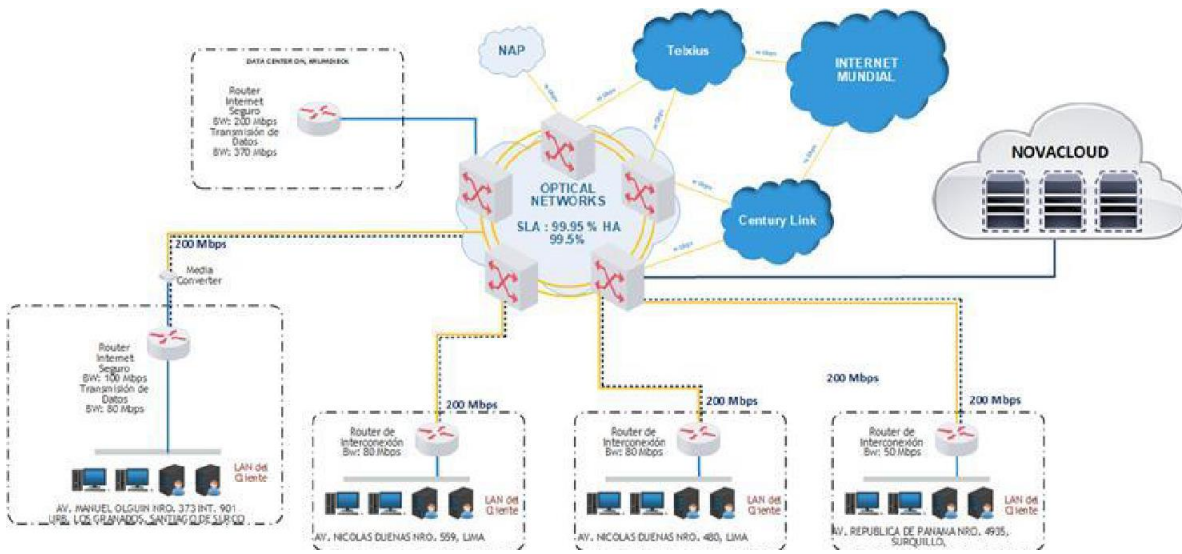 DATA CENTER ON, KRUMDIECK
Router
Internet
Seguro
BW: 200 Mbps
Transmisión de
Datos
BW: 370 Mbps
NAP
Telxius
INTERNET
MUNDIAL
NOVACLOUD
OPTICAL
NETWORKS
SLA : 99.95 % HA
99.5%
Century Link
200 Mbps
Media
Converter
Router
Internet
Seguro
BW: 100 Mbps
Transmisión de
Datos
BW: 80 Mbps
LAN del
Cliente
AV. MANUEL OLGUIN NRO. 373 INT. 901
URB. LOS GRANADOS, SANTIAGO DE SURCO
200 Mbps
Router de
Interconexión
Bw: 80 Mbps
LAN del
Cliente
AV. NICOLAS DUENAS NRO. 559, LIMA
200 Mbps
Router de
Interconexión
Bw: 80 Mbps
LAN del
Cliente
AV. NICOLAS DUENAS NRO. 480, LIMA
200 Mbps
200 Mbps
Router de
Interconexión
Bw: 50 Mbps
LAN del
Cliente
AV. REPUBLICA DE PANAMA NRO. 4935,
SURQUILLO,